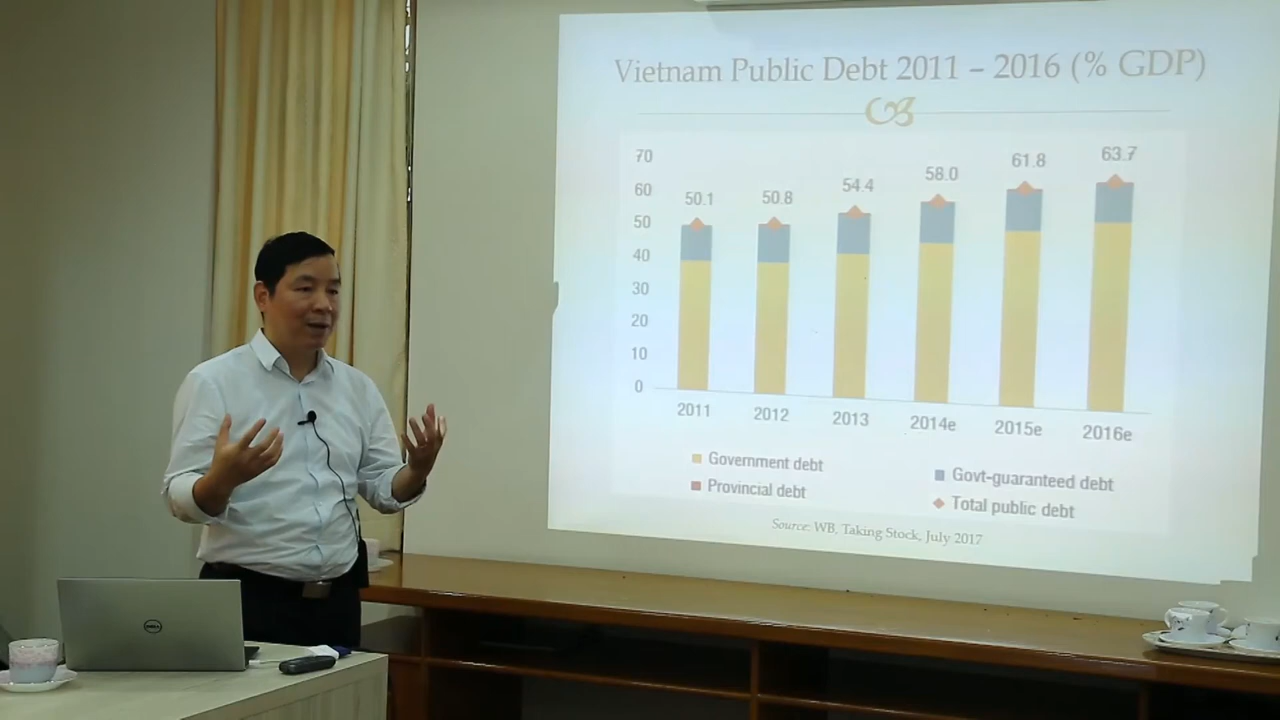 Vietnam Public Debt 2011 – 2016 (% GDP)
70
60
50
40
30
20
10
0
50.1
50.8
54.4
58.0
61.8
63.7
2011
2012
2013
2014e
2015e
2016e
Government debt
Govt-guaranteed debt
Provincial debt
Total public debt
Source: WB, Taking Stock, July 2017
DELL